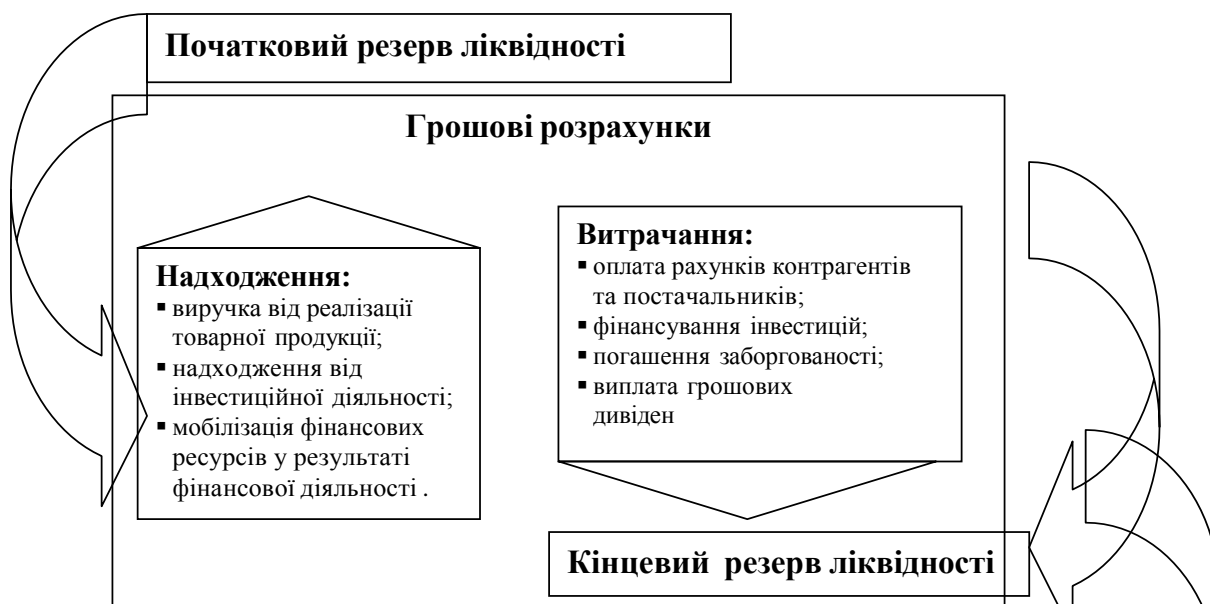 Початковий резерв ліквідності
Грошові розрахунки
Надходження:
▪ виручка від реалізації
товарної продукції;
▪ надходження від
інвестиційної діяльності;
▪ мобілізація фінансових
ресурсів у результаті
фінансової діяльності .
Витрачання:
▪ оплата рахунків контрагентів
та постачальників;
▪ фінансування інвестицій;
▪ погашення заборгованості;
▪ виплата грошових
дивіден
Кінцевий резерв ліквідності